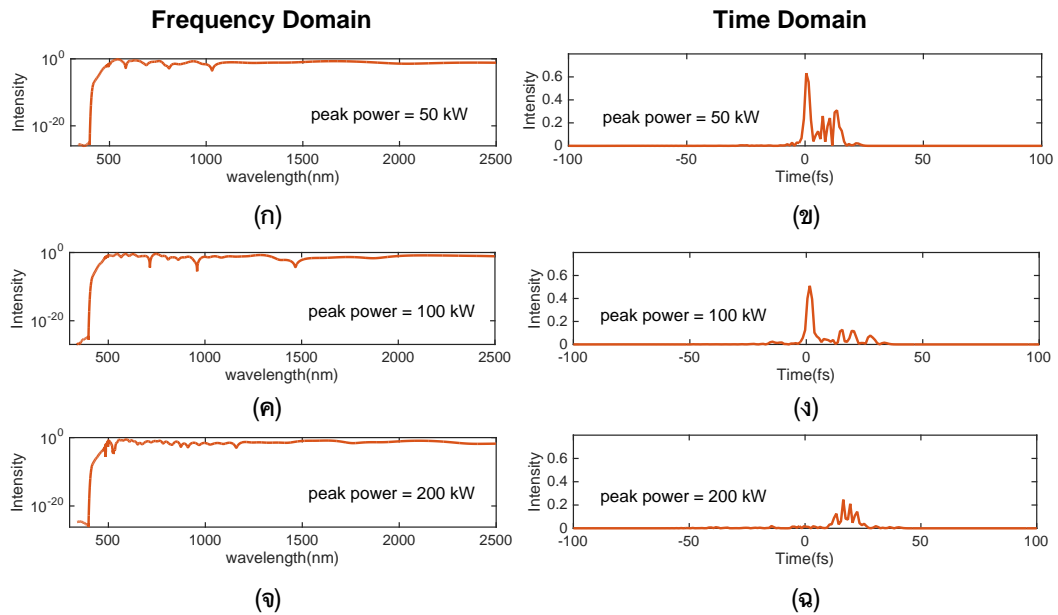 Frequency Domain
Time Domain
10^0
10^-20
Intensity
peak power = 50 kW
500 1000 1500 2000 2500
wavelength(nm)
(ก)
0.6
0.4
0.2
0
Intensity
peak power = 50 kW
-100 -50 0 50 100
Time(fs)
(ข)
10^0
10^-20
Intensity
peak power = 100 kW
500 1000 1500 2000 2500
wavelength(nm)
(ค)
0.6
0.4
0.2
0
Intensity
peak power = 100 kW
-100 -50 0 50 100
Time(fs)
(ง)
10^0
10^-20
Intensity
peak power = 200 kW
500 1000 1500 2000 2500
wavelength(nm)
(จ)
0.6
0.4
0.2
0
Intensity
peak power = 200 kW
-100 -50 0 50 100
Time(fs)
(ฉ)